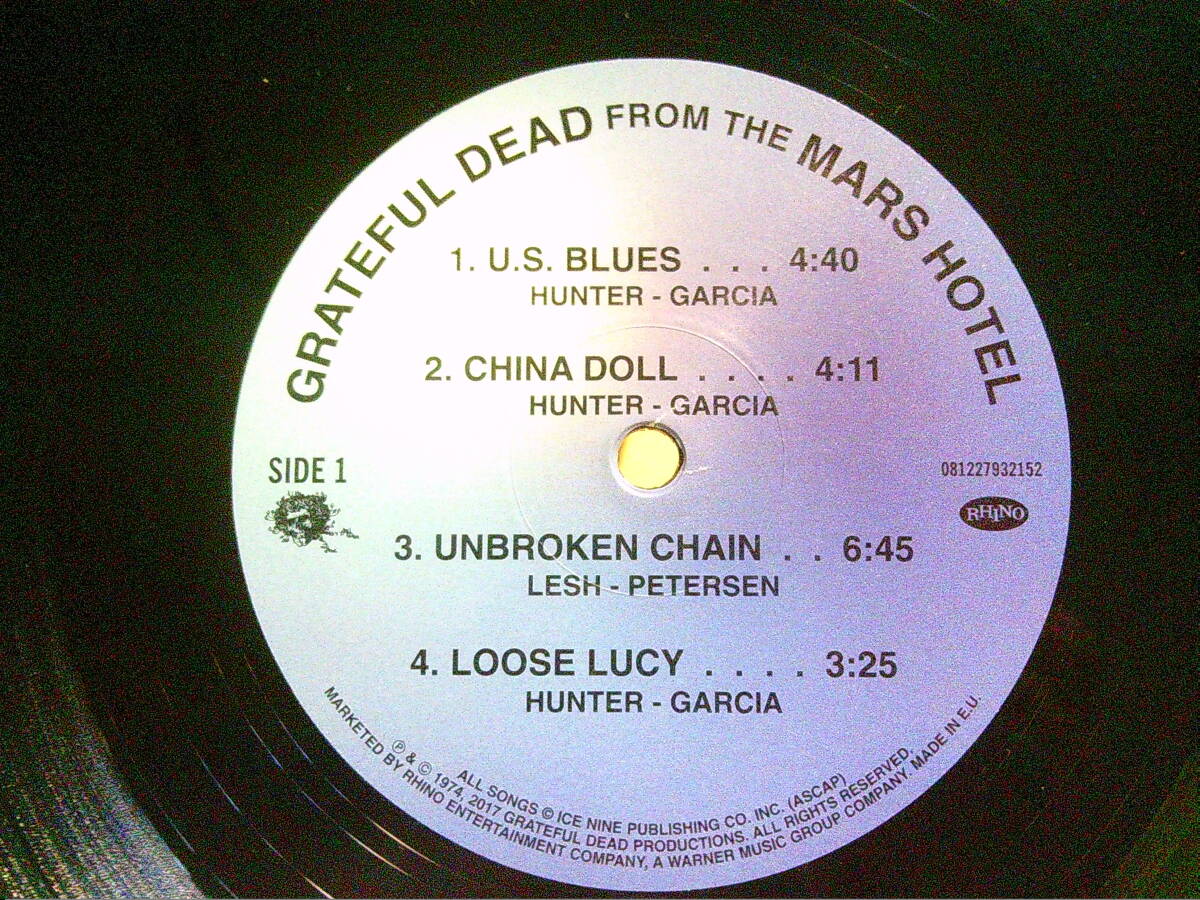 GRATEFUL DEAD FROM THE MARS HOTEL
1. U.S. BLUES . . . 4:40
HUNTER - GARCIA
2. CHINA DOLL . . . . 4:11
HUNTER - GARCIA
SIDE 1
081227932152
RHINO
3. UNBROKEN CHAIN . . 6:45
LESH - PETERSEN
4. LOOSE LUCY . . . . 3:25
HUNTER - GARCIA
ALL SONGS © ICE NINE PUBLISHING CO. INC. (ASCAP)
℗ & © 1974, 2017 GRATEFUL DEAD PRODUCTIONS. ALL RIGHTS RESERVED,
MARKETED BY RHINO ENTERTAINMENT COMPANY, A WARNER MUSIC GROUP COMPANY. MADE IN E.U.